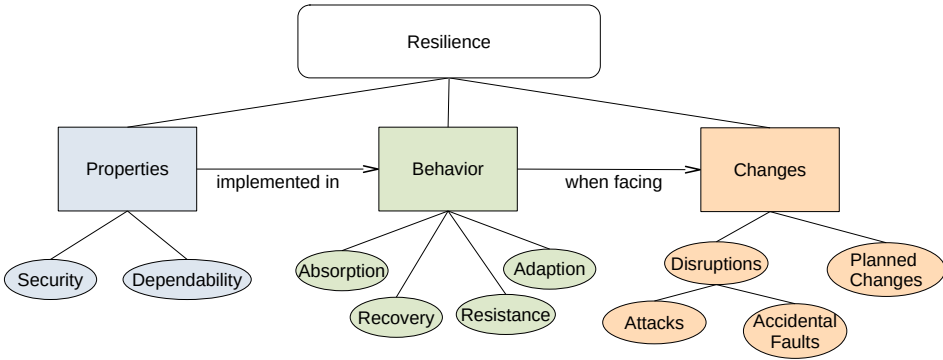 Resilience
Properties
implemented in
Behavior
when facing
Changes
Security
Dependability
Absorption
Recovery
Resistance
Adaption
Disruptions
Planned
Changes
Attacks
Accidental
Faults